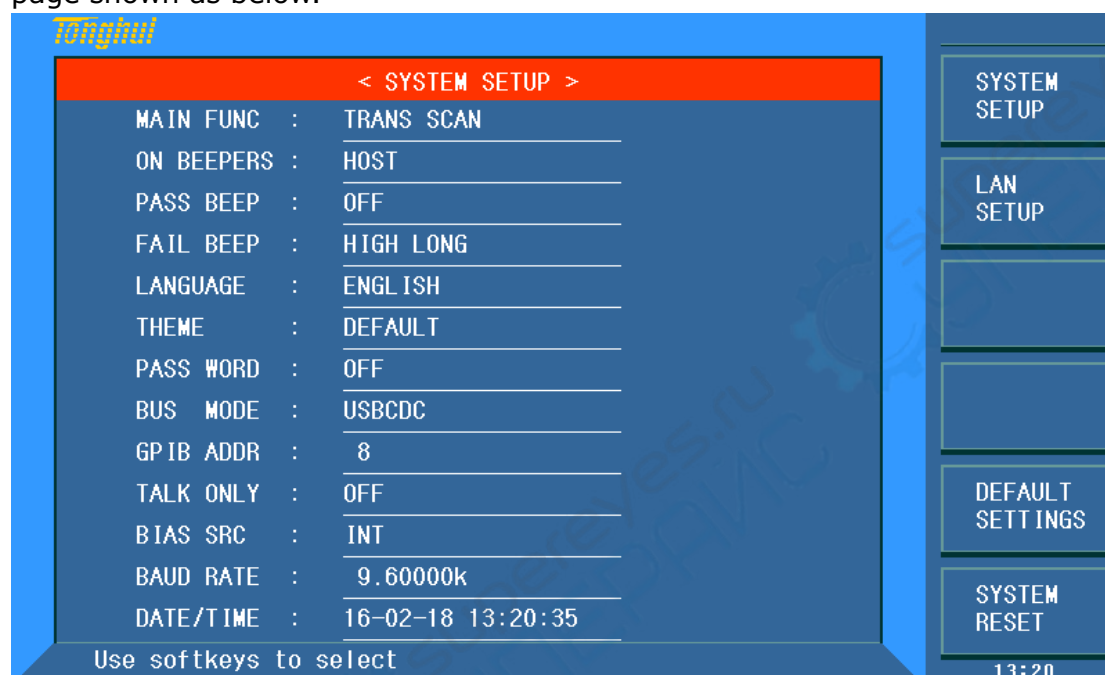 page shown as below.
Tonghui
< SYSTEM SETUP >
MAIN FUNC : TRANS SCAN
ON BEEPERS : HOST
PASS BEEP : OFF
FAIL BEEP : HIGH LONG
LANGUAGE : ENGLISH
THEME : DEFAULT
PASS WORD : OFF
BUS MODE : USBCDC
GPIB ADDR : 8
TALK ONLY : OFF
BIAS SRC : INT
BAUD RATE : 9.60000k
DATE/TIME : 16-02-18 13:20:35
Use softkeys to select
SYSTEM
SETUP
LAN
SETUP
DEFAULT
SETTINGS
SYSTEM
RESET
13:20
supereyes.ru